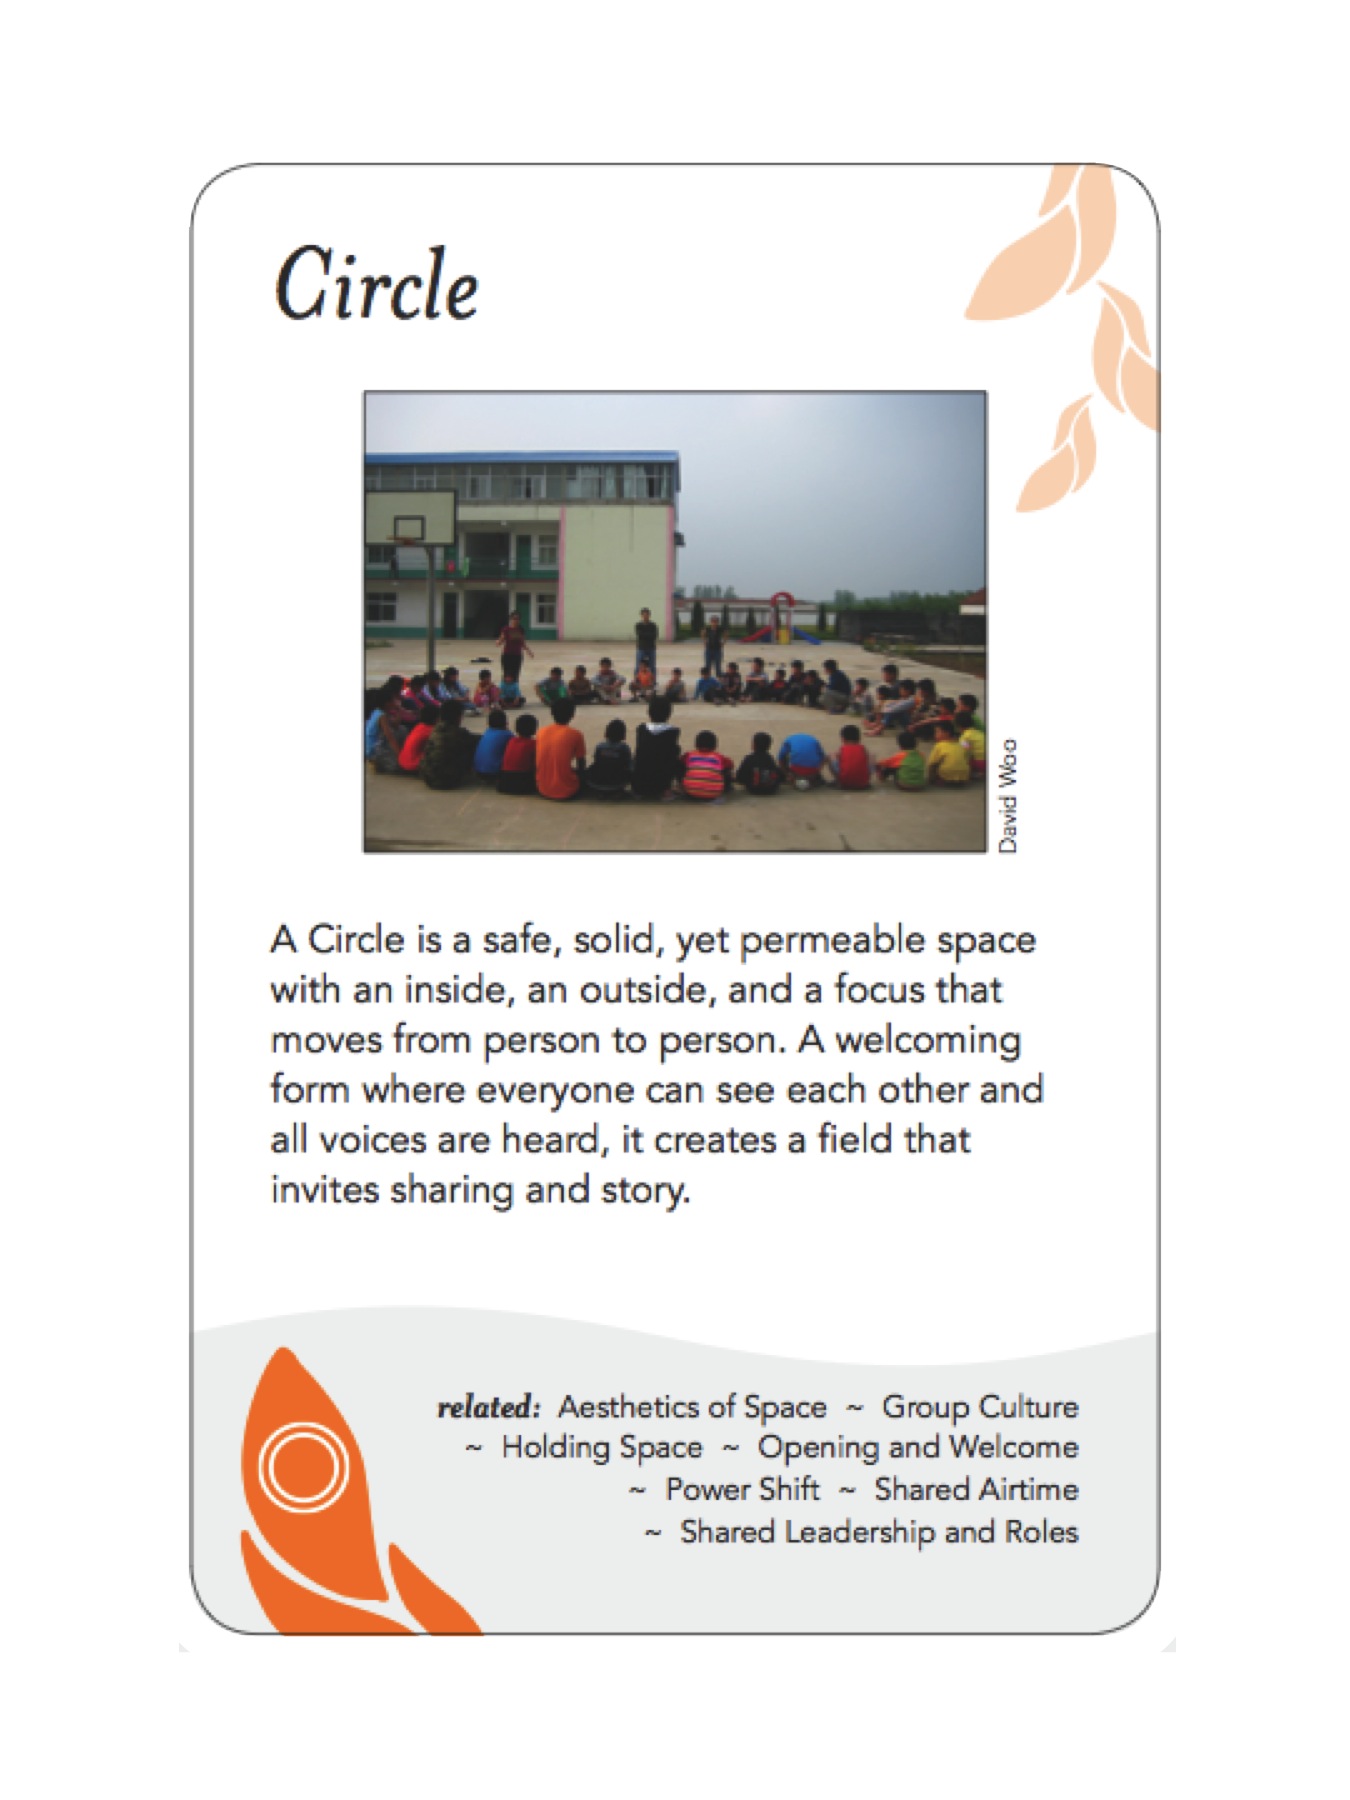 Circle
David Woo
A Circle is a safe, solid, yet permeable space
with an inside, an outside, and a focus that
moves from person to person. A welcoming
form where everyone can see each other and
all voices are heard, it creates a field that
invites sharing and story.
related: Aesthetics of Space ~ Group Culture
~ Holding Space ~ Opening and Welcome
~ Power Shift ~ Shared Airtime
~ Shared Leadership and Roles